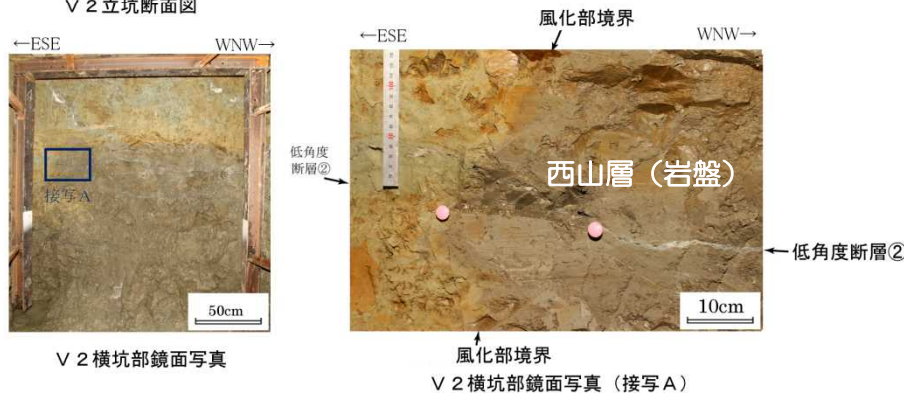 Ⅴ２立坑断面図
←ESE
WNW→
接写Ａ
50cm
Ⅴ２横坑部鏡面写真
風化部境界
←ESE
WNW→
低角度
断層②
西山層（岩盤）
低角度断層②
10cm
風化部境界
Ⅴ２横坑部鏡面写真（接写Ａ）